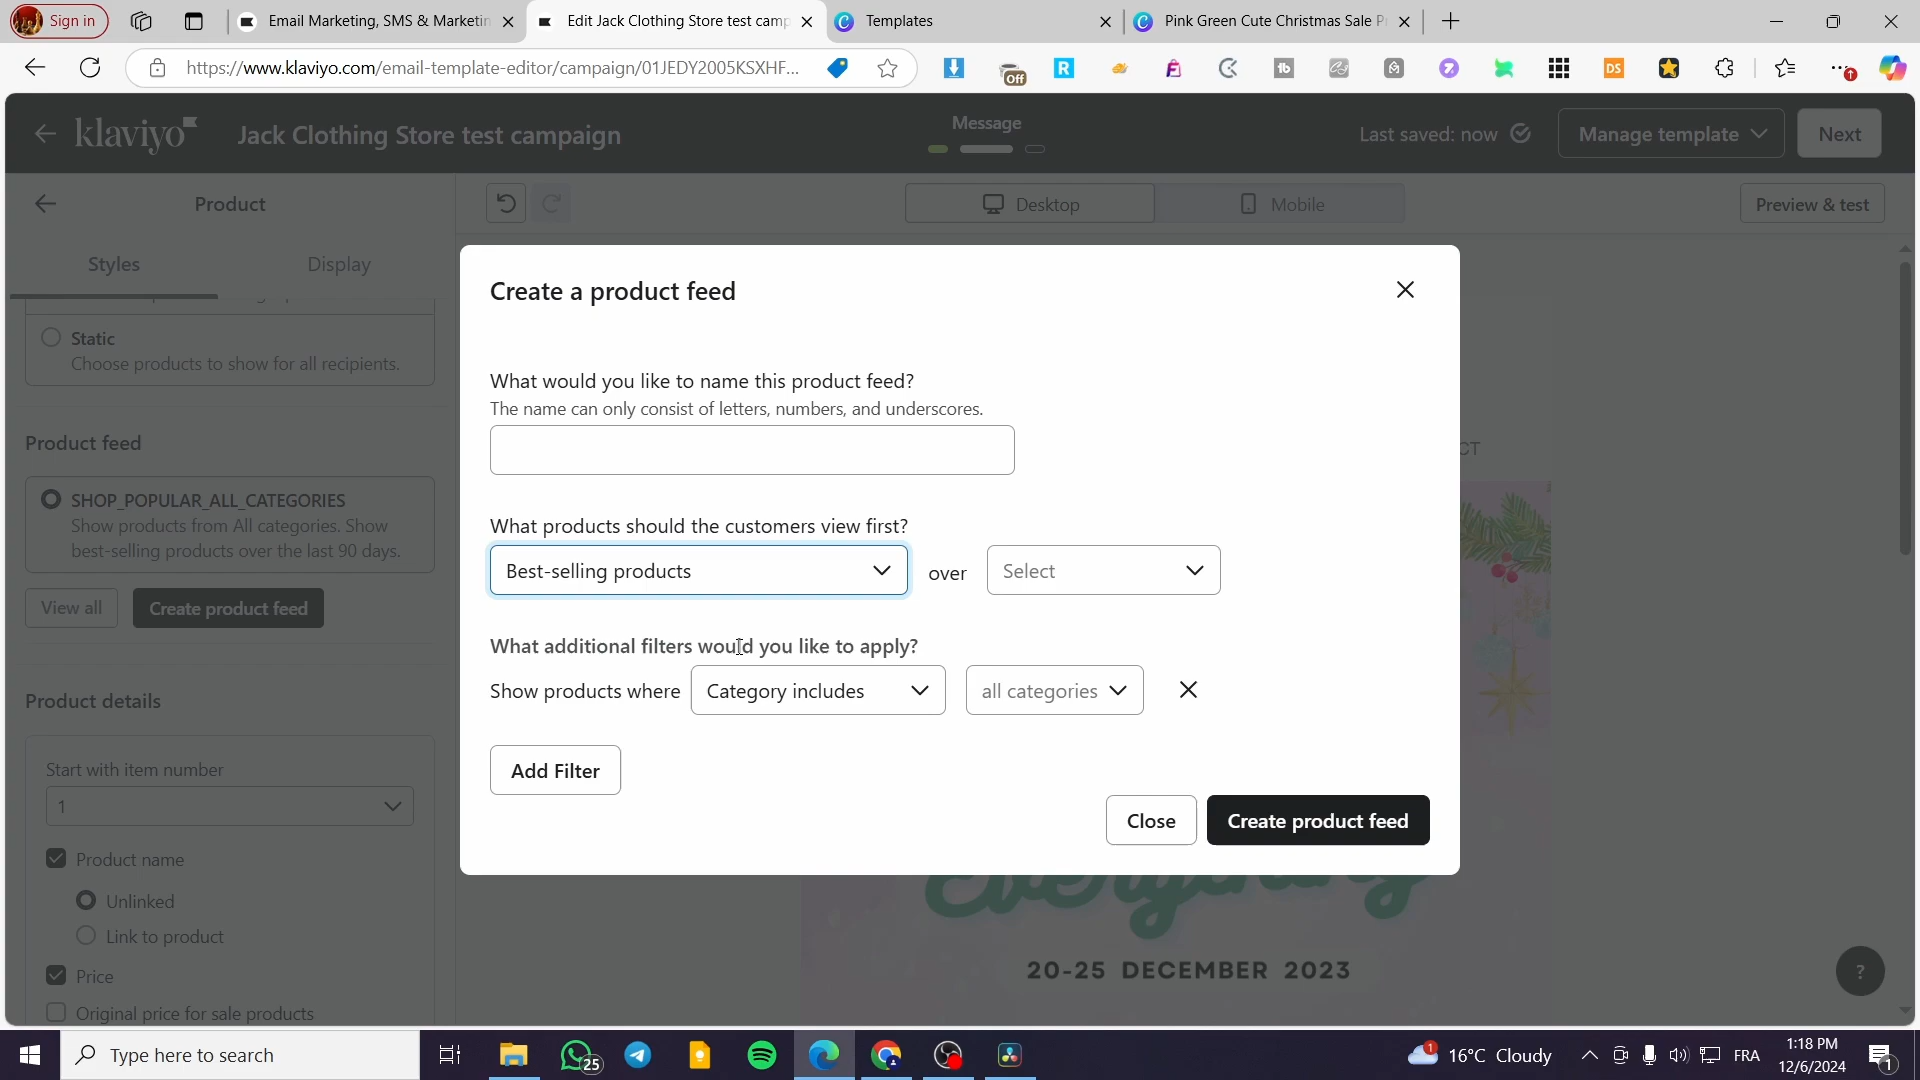 Sign in
Email Marketing, SMS & Marketin
Edit Jack Clothing Store test camp
Templates
Pink Green Cute Christmas Sale P
https://www.klaviyo.com/email-template-editor/campaign/01JEDY2005KSXHF...
Off
klaviyo
Jack Clothing Store test campaign
Message
Last saved: now
Manage template
Next
Product
Styles
Display
Desktop
Mobile
Preview & test
Static
Choose products to show for all recipients.
Product feed
SHOP_POPULAR_ALL_CATEGORIES
Show products from All categories. Show
best-selling products over the last 90 days.
View all
Create product feed
Product details
Start with item number
1
Product name
Unlinked
Link to product
Price
Original price for sale products
Create a product feed
What would you like to name this product feed?
The name can only consist of letters, numbers, and underscores.
What products should the customers view first?
Best-selling products
over
Select
What additional filters would you like to apply?
Show products where
Category includes
all categories
Add Filter
Close
Create product feed
CT
Everything
20-25 DECEMBER 2023
?
Type here to search
25
1
16°C Cloudy
FRA
1:18 PM
12/6/2024
1